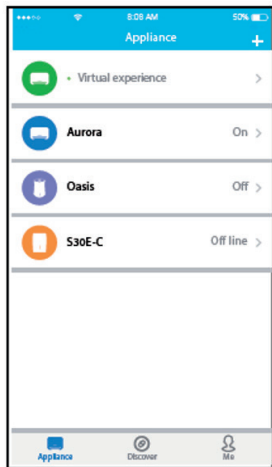 8:08 AM 50%
Appliance +
• Virtual experience >
Aurora On >
Oasis Off >
S30E-C Off line >
Appliance Discover Me